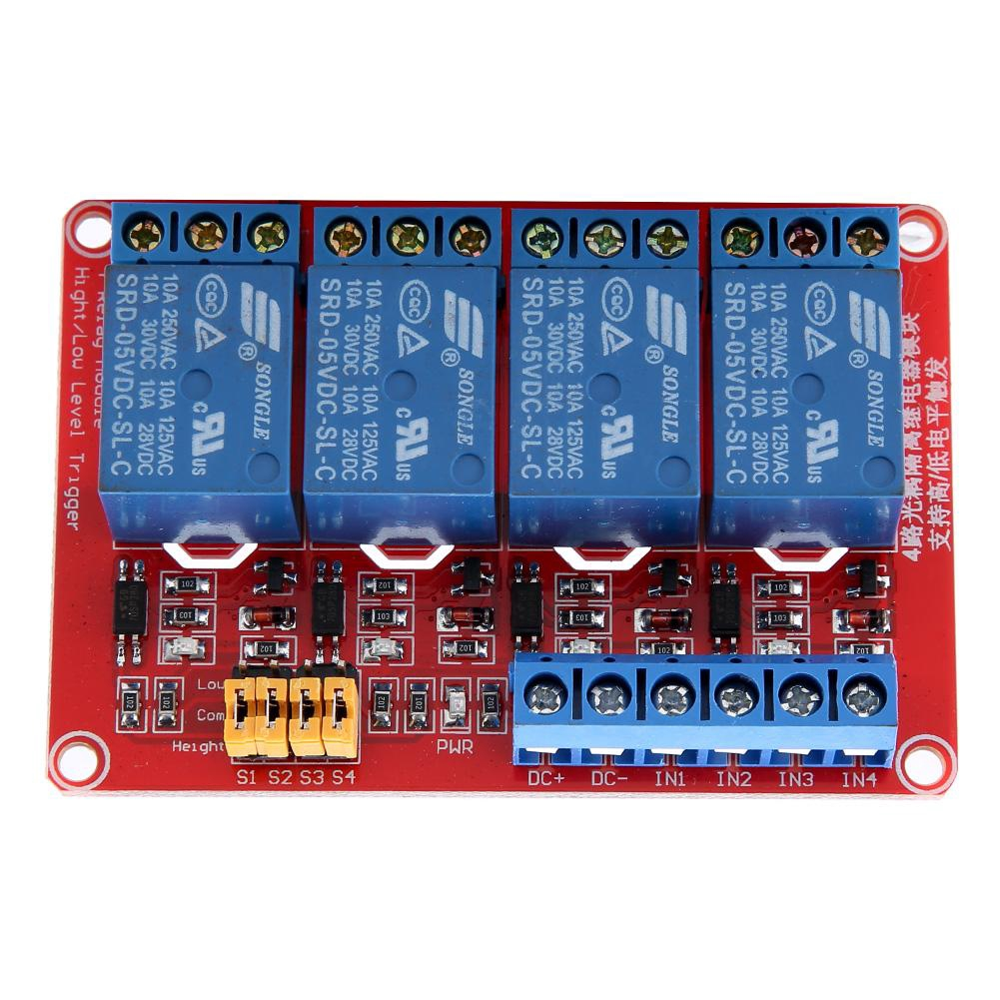 Relay Module
Hight/Low Level Trigger
SONGLE
®
CQC
c
US
10A 250VAC 10A 125VAC
10A 30VDC 10A 28VDC
SRD-05VDC-SL-C
SONGLE
®
CQC
c
US
10A 250VAC 10A 125VAC
10A 30VDC 10A 28VDC
SRD-05VDC-SL-C
SONGLE
®
CQC
c
US
10A 250VAC 10A 125VAC
10A 30VDC 10A 28VDC
SRD-05VDC-SL-C
SONGLE
®
CQC
c
US
10A 250VAC 10A 125VAC
10A 30VDC 10A 28VDC
SRD-05VDC-SL-C
4路光耦隔离继电器模块
支持高/低电平触发
102
102
102
102
103
103
103
103
102
102
102
102
Low
Com
Height
102
102
102
102
102
S1 S2 S3 S4
PWR
DC+ DC- IN1 IN2 IN3 IN4